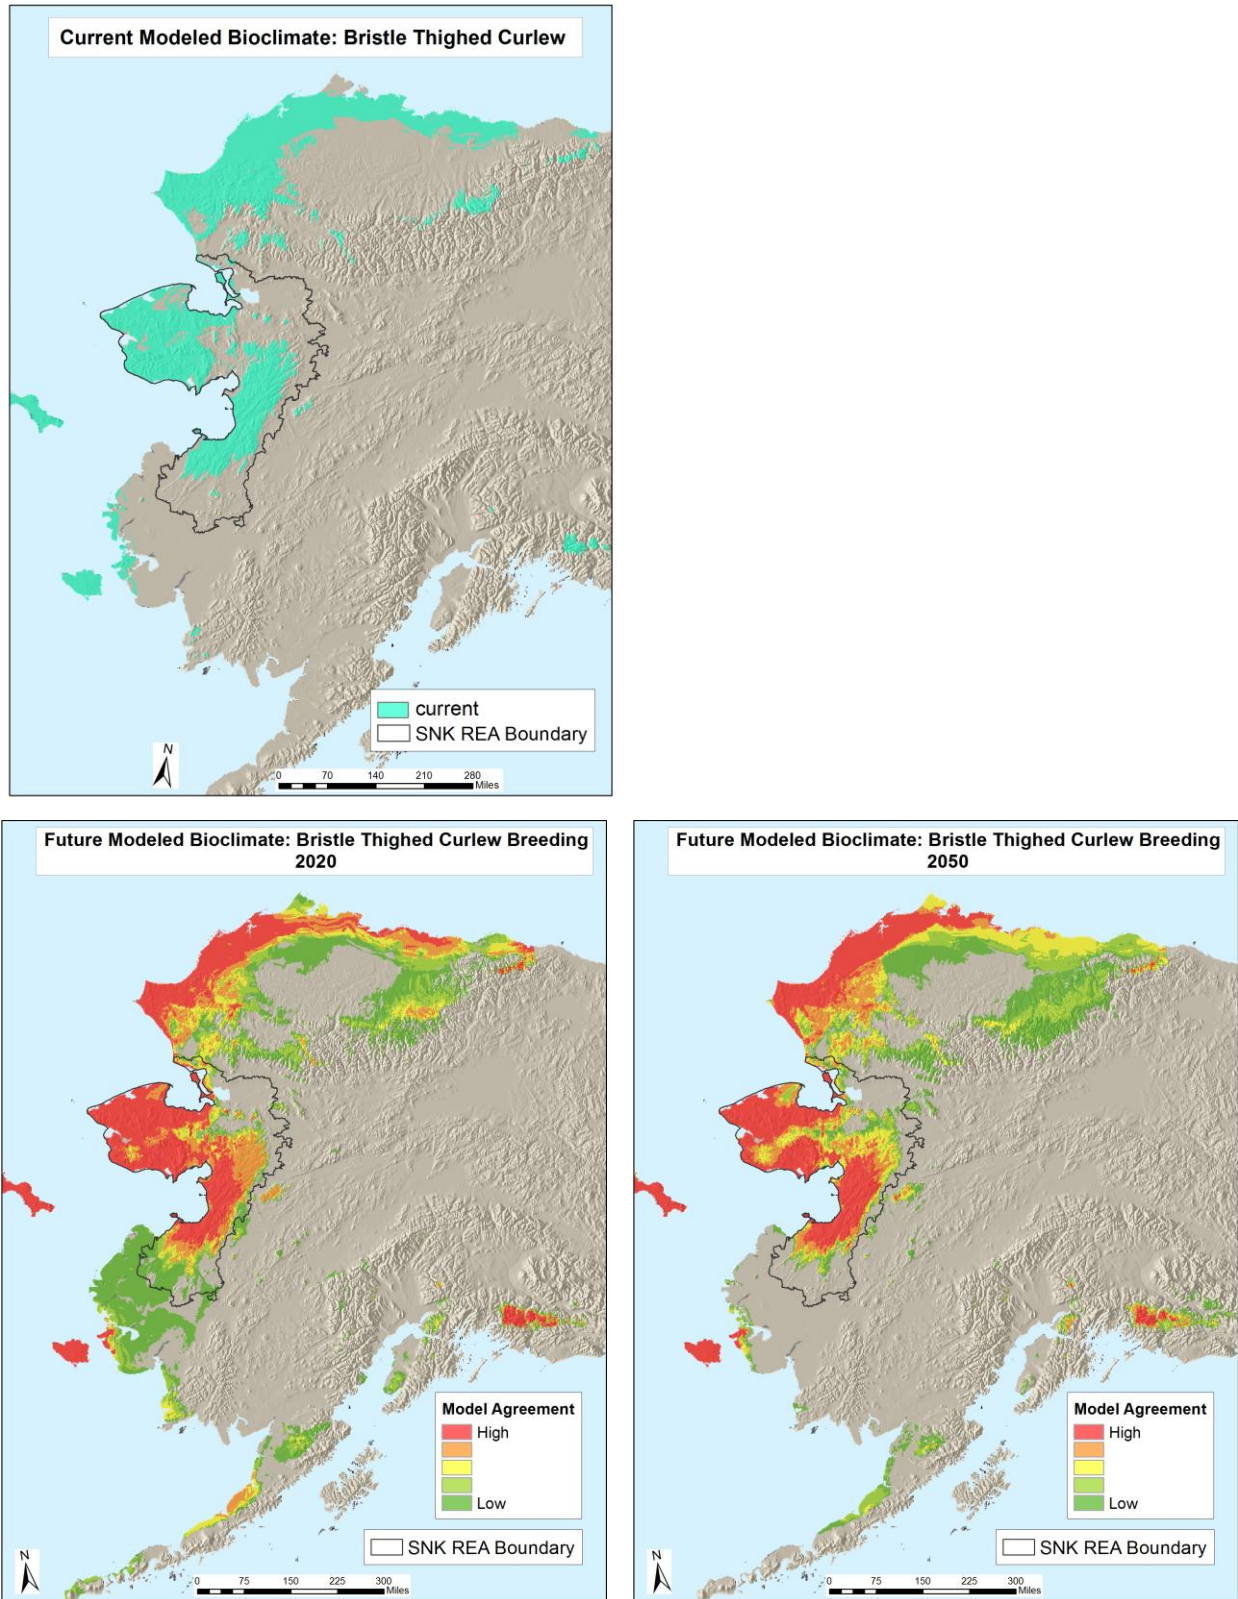 Current Modeled Bioclimate: Bristle Thighed Curlew
current
SNK REA Boundary
N
0 70 140 210 280
Miles
Future Modeled Bioclimate: Bristle Thighed Curlew Breeding
2020
Model Agreement
High
Low
SNK REA Boundary
N
0 75 150 225 300
Miles
Future Modeled Bioclimate: Bristle Thighed Curlew Breeding
2050
Model Agreement
High
Low
SNK REA Boundary
N
0 75 150 225 300
Miles